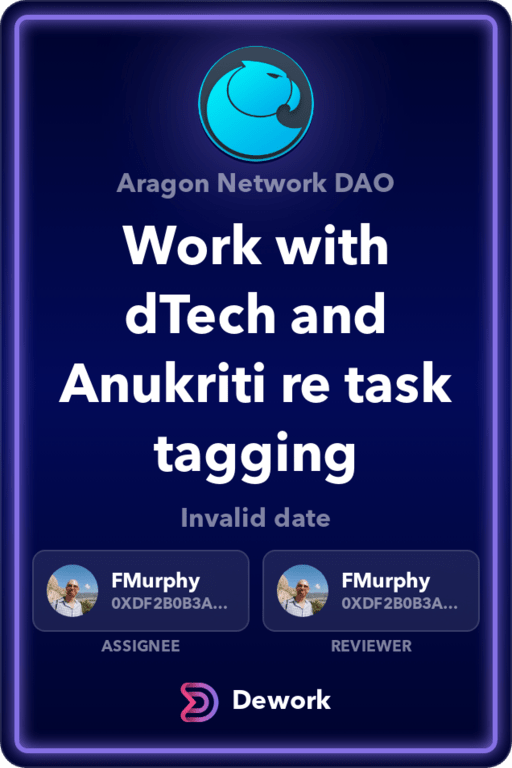 Aragon Network DAO
Work with
dTech and
Anukriti re task
tagging
Invalid date
FMurphy
0XDF2B0B3A...
ASSIGNEE
FMurphy
0XDF2B0B3A...
REVIEWER
Dework